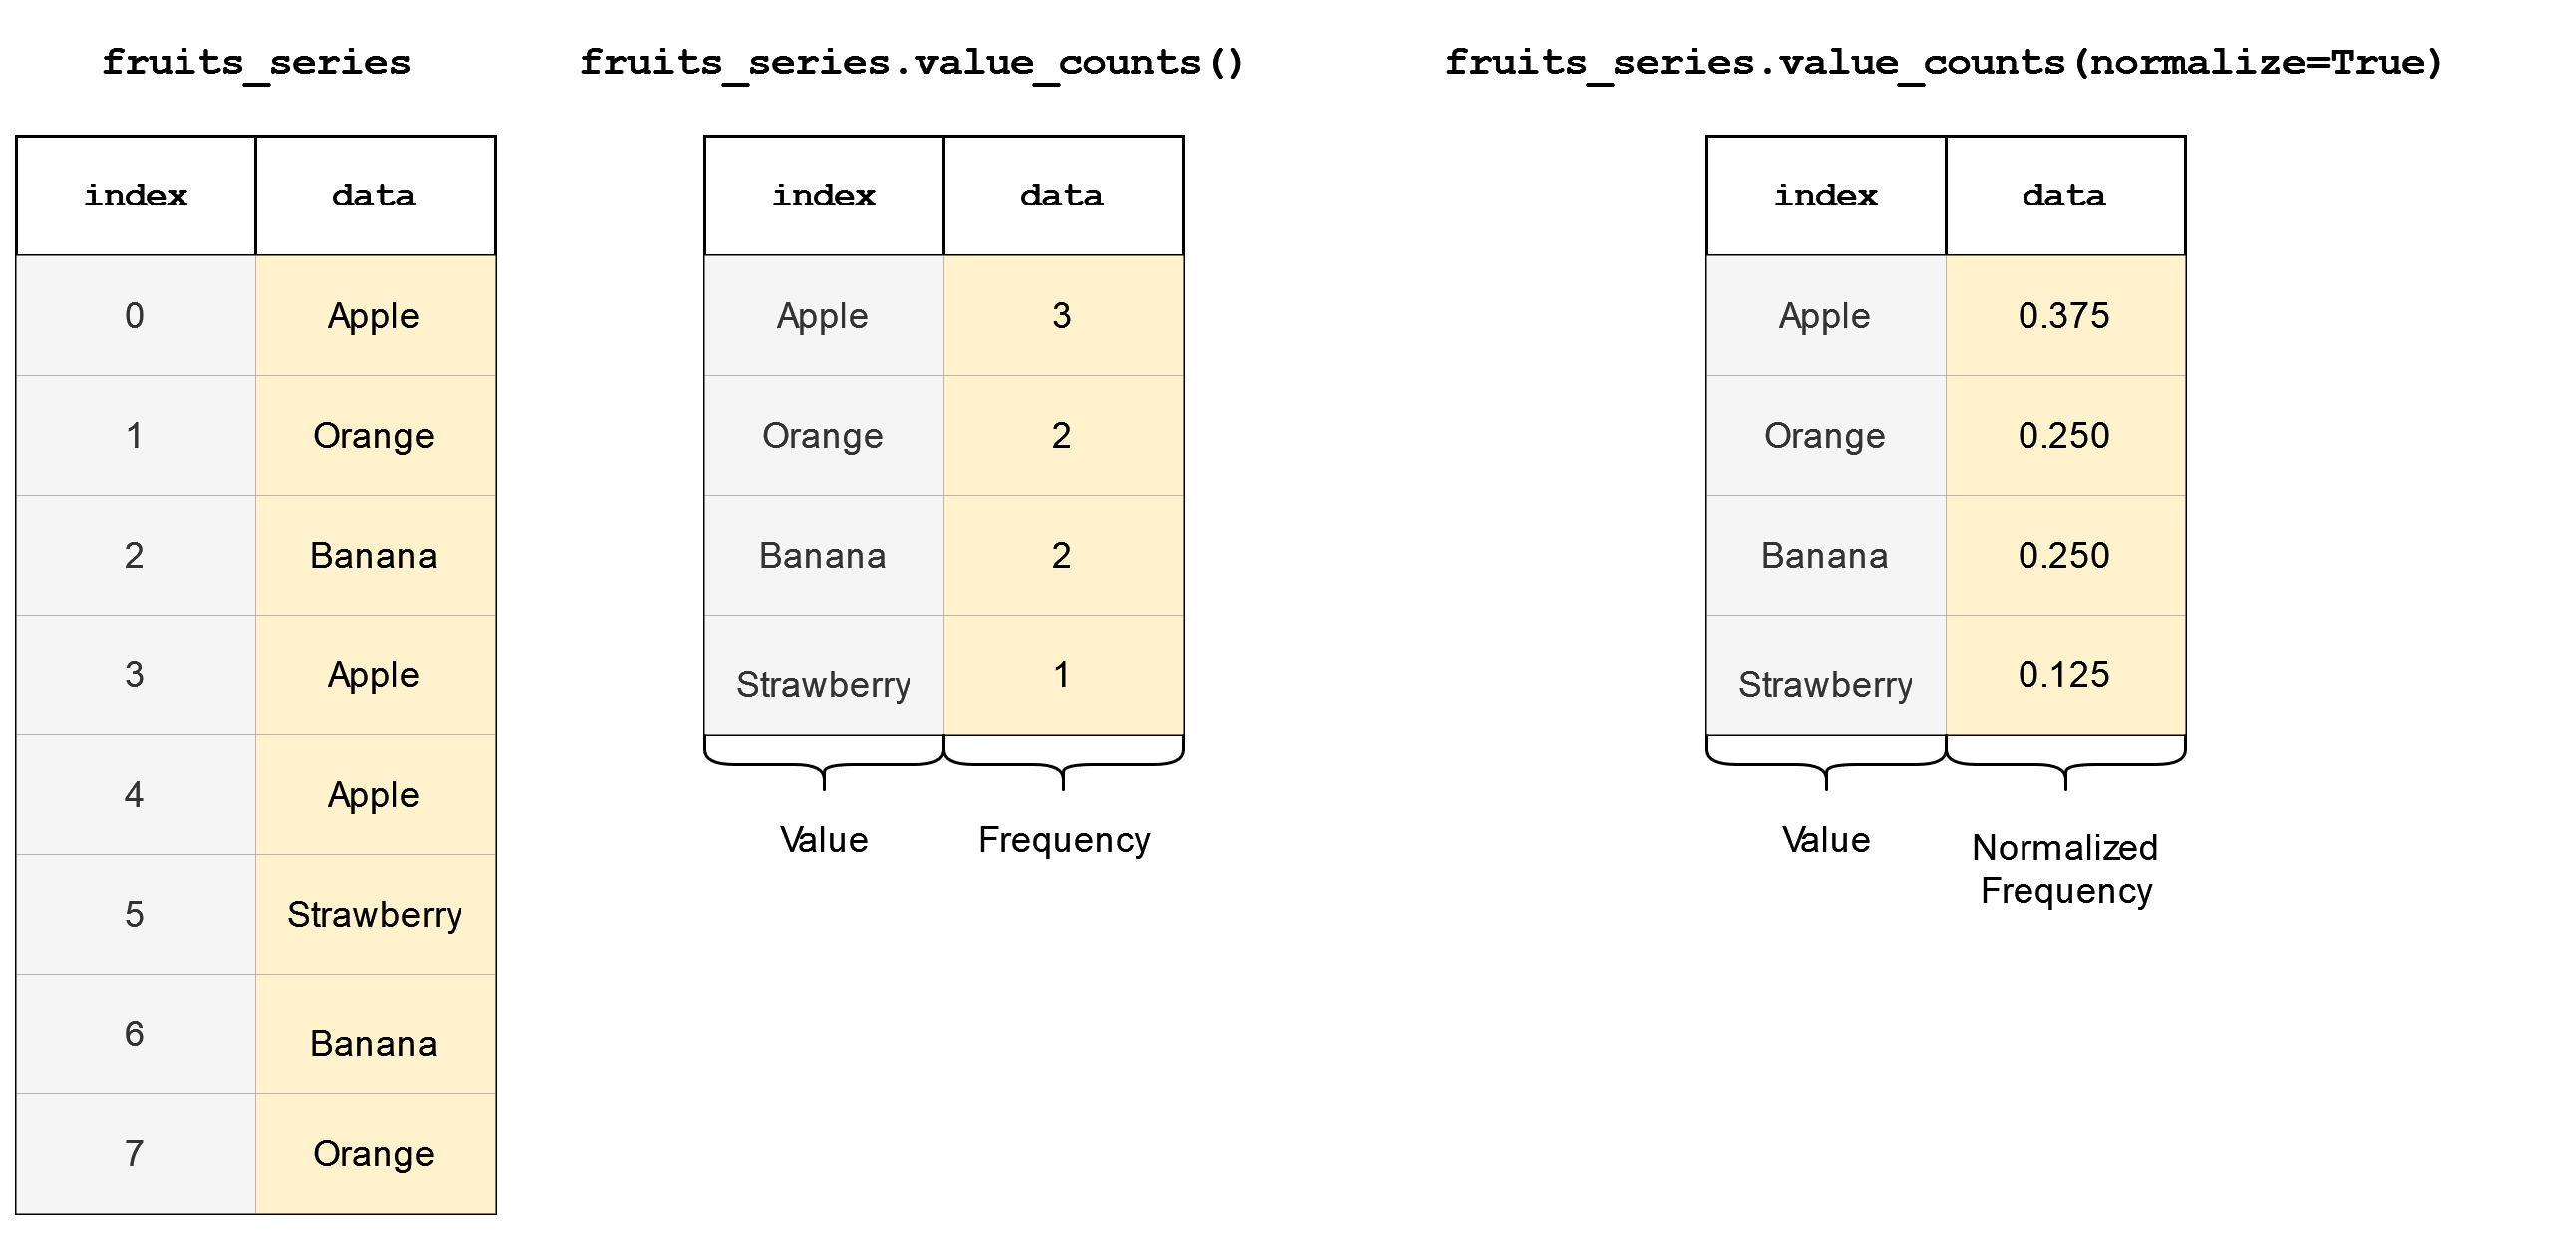 fruits_series
index data
0 Apple
1 Orange
2 Banana
3 Apple
4 Apple
5 Strawberry
6 Banana
7 Orange
fruits_series.value_counts()
index data
Apple 3
Orange 2
Banana 2
Strawberry 1
Value Frequency
fruits_series.value_counts(normalize=True)
index data
Apple 0.375
Orange 0.250
Banana 0.250
Strawberry 0.125
Value Normalized
Frequency